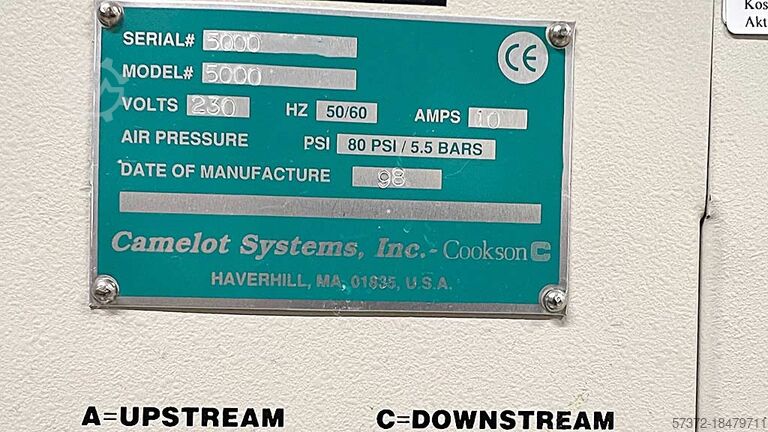 Kos
Akt
SERIAL# 5000
MODEL# 5000
VOLTS 230 HZ 50/60 AMPS 10
AIR PRESSURE PSI 80 PSI / 5.5 BARS
DATE OF MANUFACTURE 98
CE
Camelot Systems, Inc. - Cookson C
HAVERHILL, MA, 01835, U.S.A.
A=UPSTREAM C=DOWNSTREAM
57372-18479711